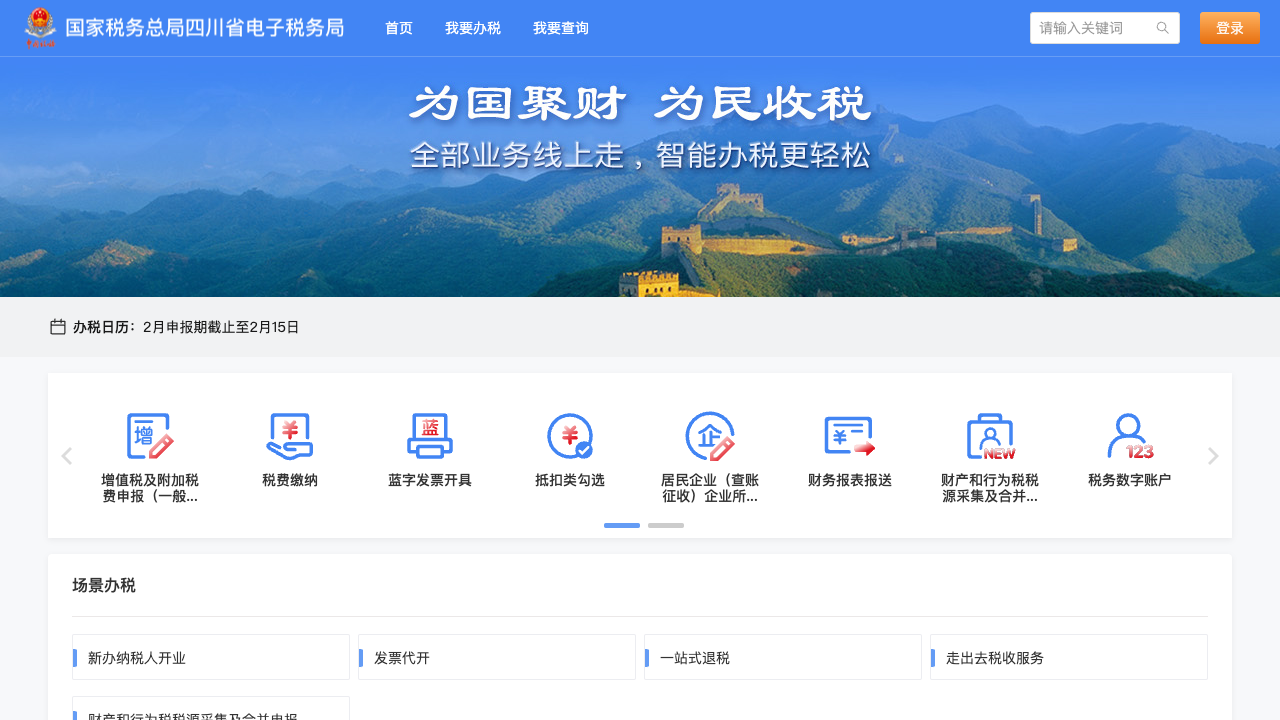 国家税务总局四川省电子税务局
首页
我要办税
我要查询
请输入关键词
登录
为国聚财 为民收税
全部业务线上走，智能办税更轻松
办税日历：2月申报期截止至2月15日
增
增值税及附加税
费申报（一般...
税费缴纳
蓝
蓝字发票开具
抵扣类勾选
企
居民企业（查账
征收）企业所...
财务报表报送
NEW
财产和行为税税
源采集及合并...
123
税务数字账户
场景办税
新办纳税人开业
发票代开
一站式退税
走出去税收服务
财产和行为税税源采集及合并申报